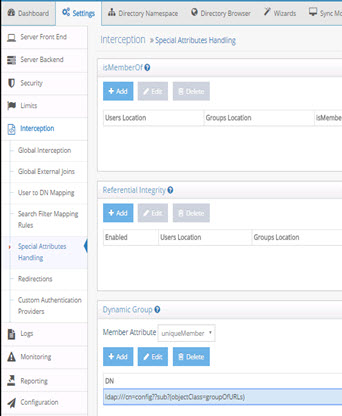 Dashboard
Settings
Directory Namespace
Directory Browser
Wizards
Sync Mo
Server Front End
Server Backend
Security
Limits
Interception
Global Interception
Global External Joins
User to DN Mapping
Search Filter Mapping
Rules
Special Attributes
Handling
Redirections
Custom Authentication
Providers
Logs
Monitoring
Reporting
Configuration
Interception » Special Attributes Handling
isMemberOf ?
+ Add Edit Delete
Users Location Groups Location isMembe
Referential Integrity ?
+ Add Edit Delete
Enabled Users Location Groups Location
Dynamic Group ?
Member Attribute uniqueMember
+ Add Edit Delete
DN
ldap:///cn=config??sub?(objectClass=groupOfURLs)